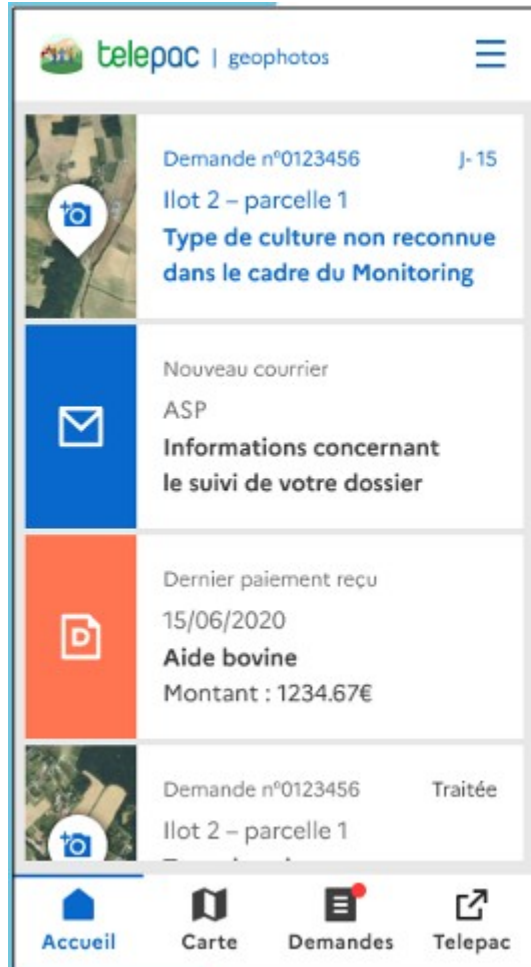 telepac | geophotos
Demande n°0123456 J- 15
Ilot 2 – parcelle 1
Type de culture non reconnue
dans le cadre du Monitoring
Nouveau courrier
ASP
Informations concernant
le suivi de votre dossier
Dernier paiement reçu
15/06/2020
D
Aide bovine
Montant : 1234.67€
Demande n°0123456 Traitée
Ilot 2 – parcelle 1
Accueil Carte Demandes Telepac